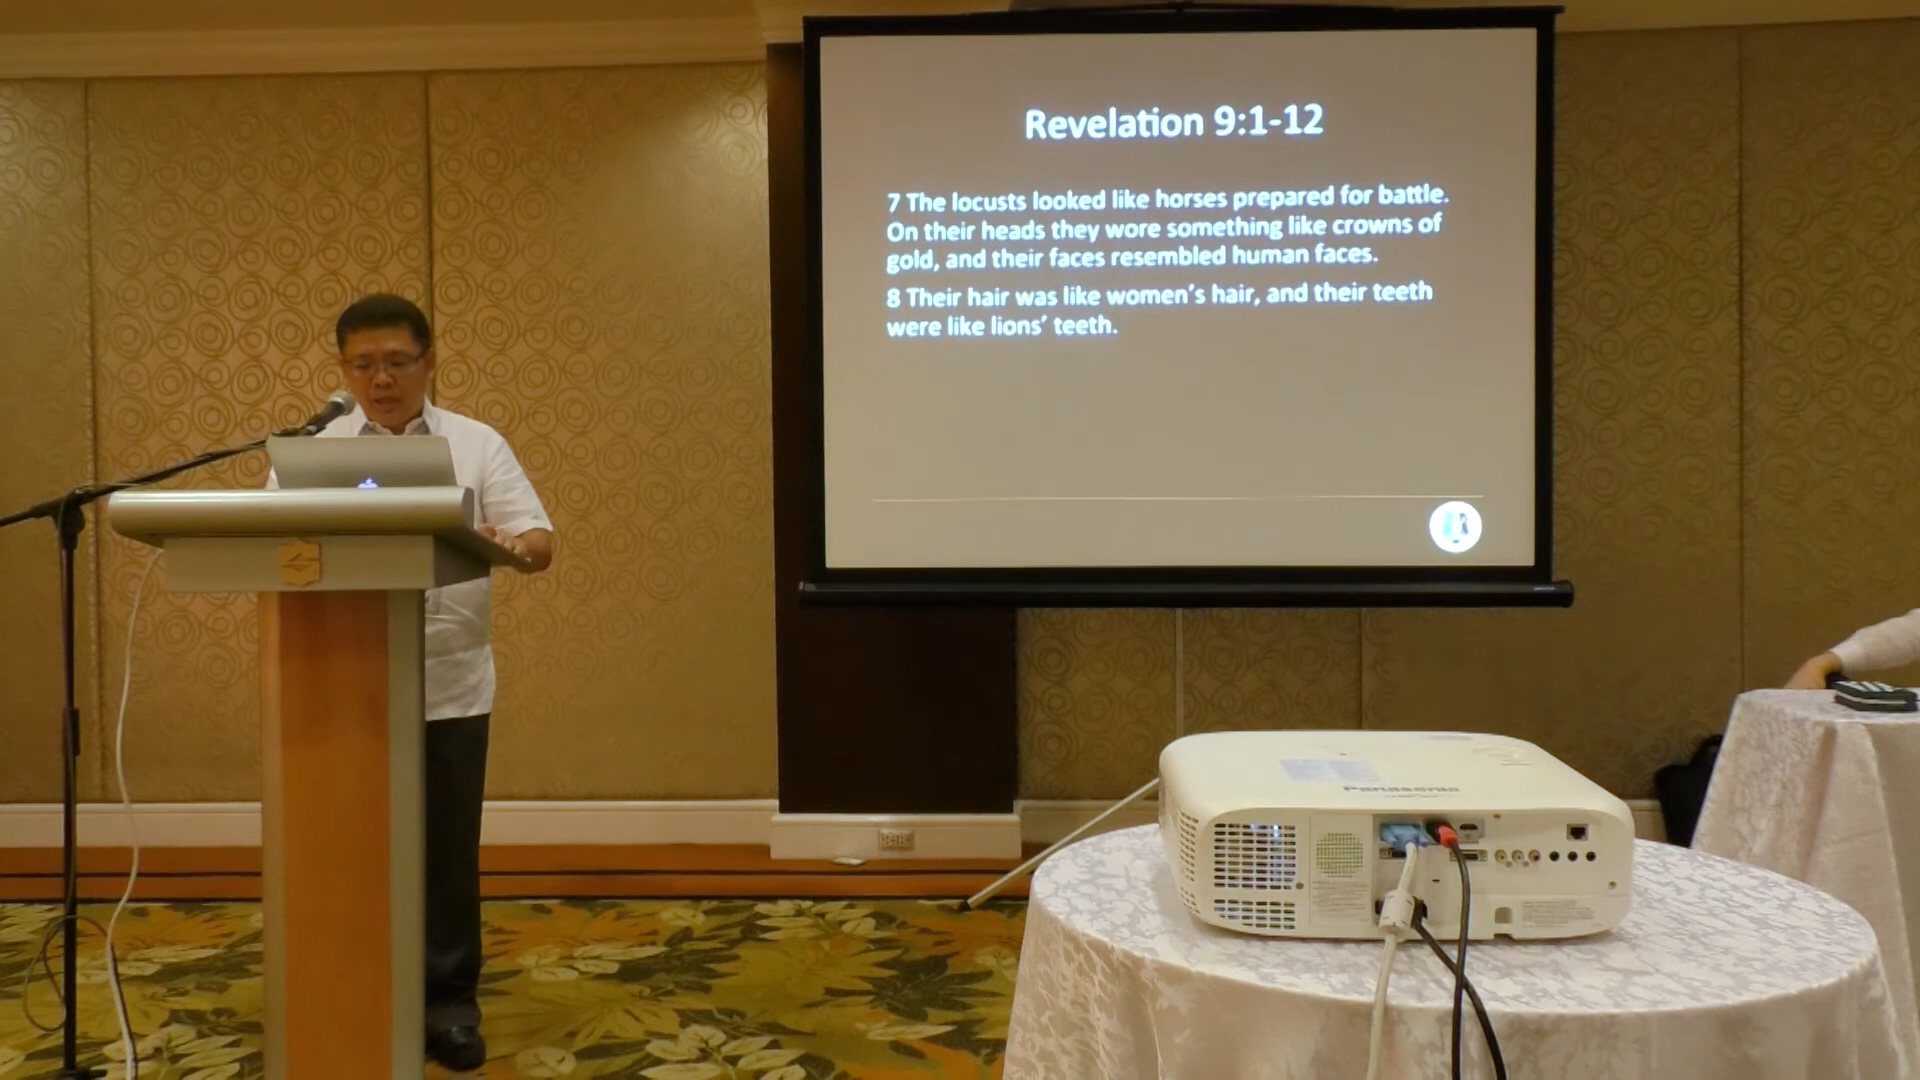 Revelation 9:1-12
7 The locusts looked like horses prepared for battle.
On their heads they wore something like crowns of
gold, and their faces resembled human faces.
8 Their hair was like women’s hair, and their teeth
were like lions’ teeth.
Panasonic